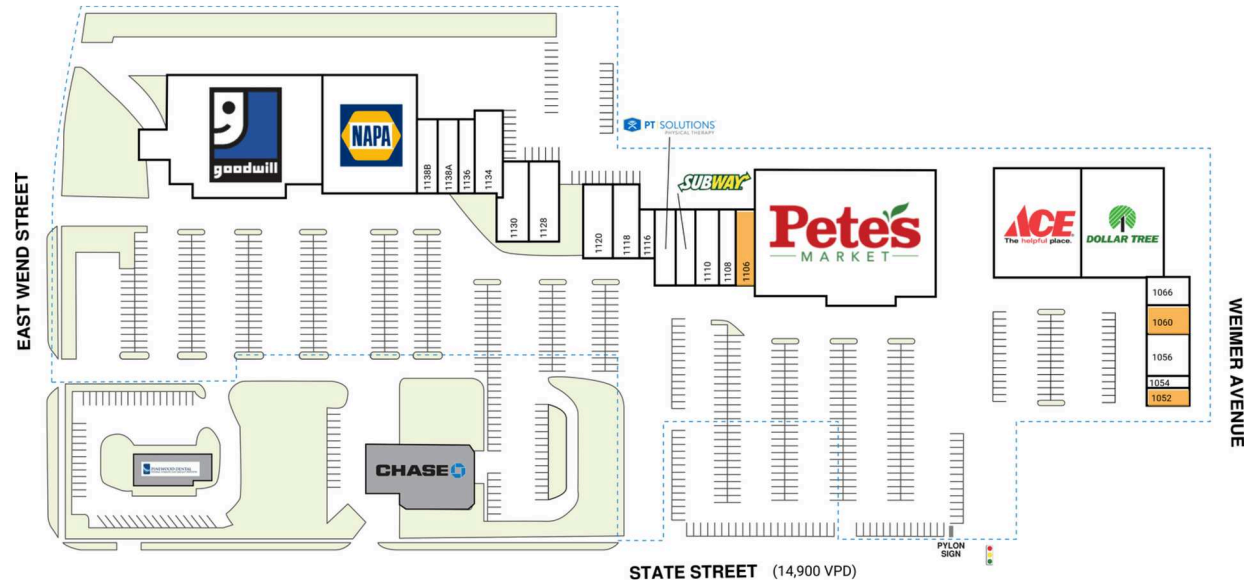 EAST WEND STREET
goodwill
NAPA
1138B
1138A
1136
1134
1130
1128
PT SOLUTIONS
PHYSICAL THERAPY
SUBWAY
1120
1118
1116
1110
1108
1106
Pete's
MARKET
ACE
The helpful place.
DOLLAR TREE
1066
1060
1056
1054
1052
WEIMER AVENUE
CHASE
PYLON
SIGN
STATE STREET (14,900 VPD)